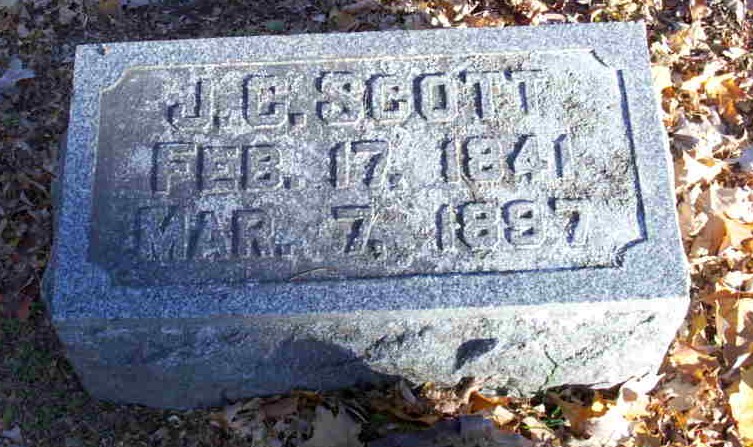 J. C. SCOTT
FEB. 17, 1841
MAR. 7, 1897